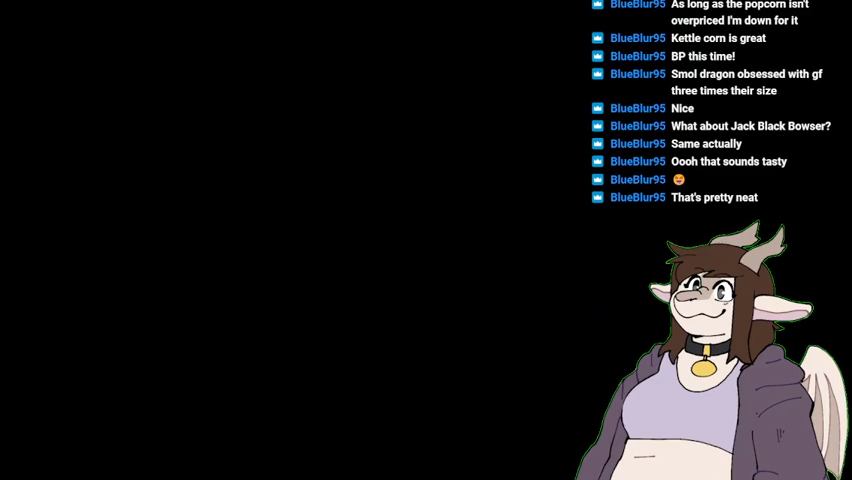 BlueBlur95 As long as the popcorn isn't
overpriced I'm down for it
BlueBlur95 Kettle corn is great
BlueBlur95 BP this time!
BlueBlur95 Smol dragon obsessed with gf
three times their size
BlueBlur95 Nice
BlueBlur95 What about Jack Black Bowser?
BlueBlur95 Same actually
BlueBlur95 Oooh that sounds tasty
BlueBlur95
BlueBlur95 That's pretty neat